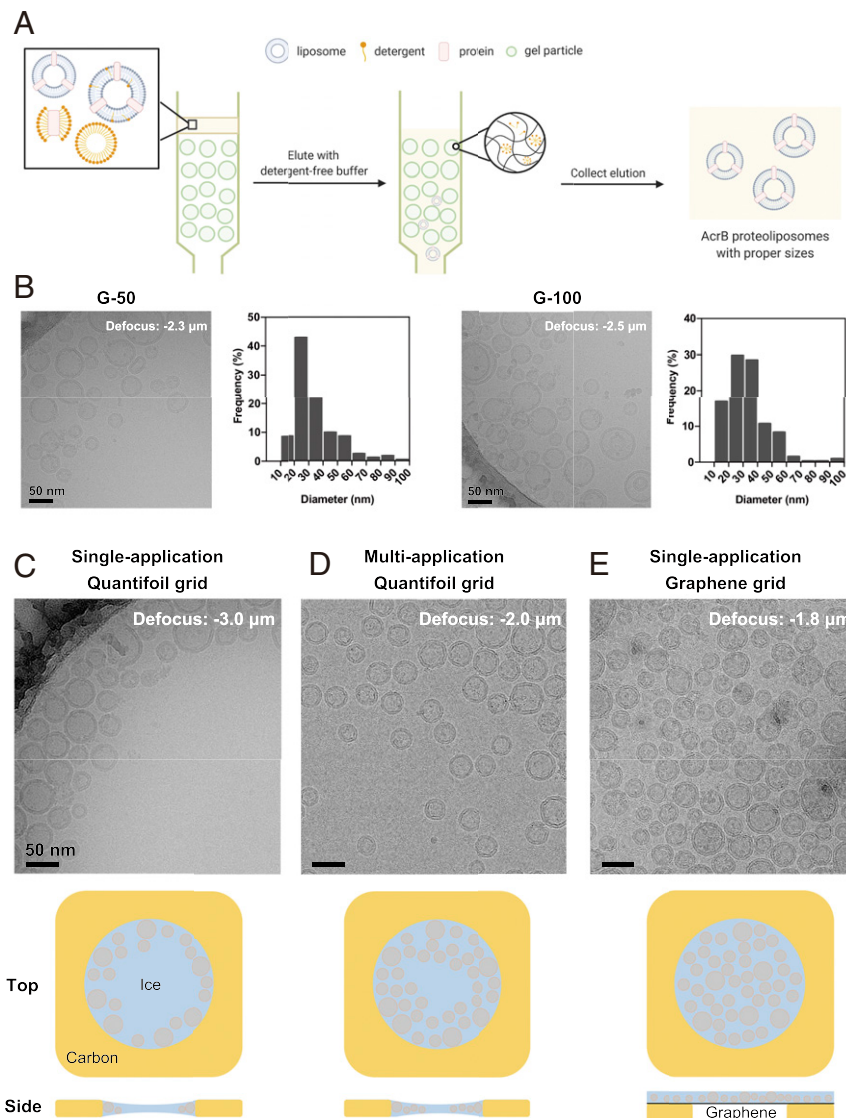 A
liposome
detergent
protein
gel particle
Elute with
detergent-free buffer
Collect elution
AcrB proteoliposomes
with proper sizes
B
G-50
Defocus: -2.3 µm
50 nm
Frequency (%)
50
40
30
20
10
0
10 20 30 40 50 60 70 80 90 100
Diameter (nm)
G-100
Defocus: -2.5 µm
50 nm
Frequency (%)
40
30
20
10
0
10 20 30 40 50 60 70 80 90 100
Diameter (nm)
C
Single-application
Quantifoil grid
Defocus: -3.0 µm
50 nm
D
Multi-application
Quantifoil grid
Defocus: -2.0 µm
E
Single-application
Graphene grid
Defocus: -1.8 µm
Top
Ice
Carbon
Side
Graphene